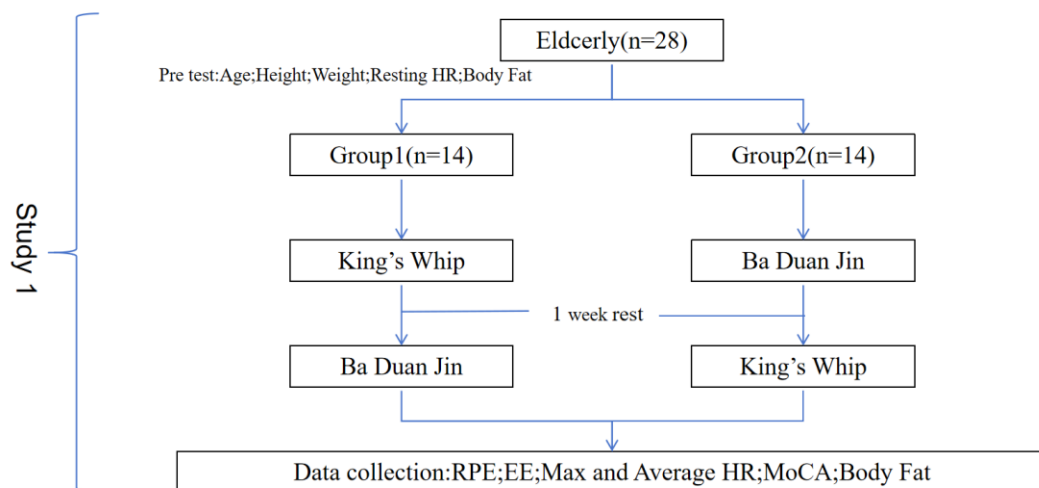 Study 1
Eldcerly(n=28)
Pre test:Age;Height;Weight;Resting HR;Body Fat
Group1(n=14)
Group2(n=14)
King’s Whip
Ba Duan Jin
1 week rest
Ba Duan Jin
King’s Whip
Data collection:RPE;EE;Max and Average HR;MoCA;Body Fat